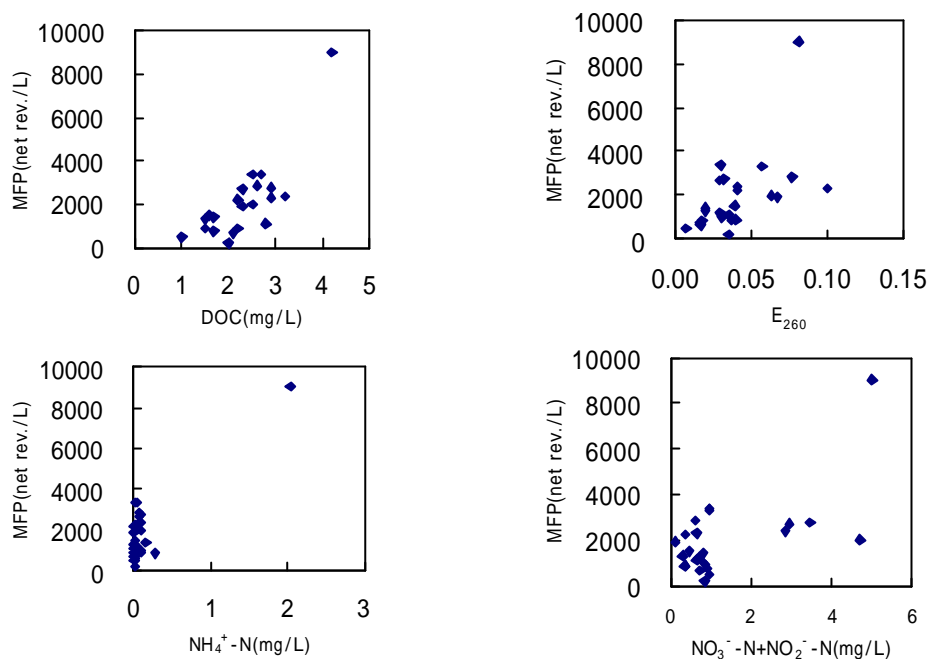 10000
8000
6000
4000
2000
0
MFP(net rev./L)
0 1 2 3 4 5
DOC(mg/L)
10000
8000
6000
4000
2000
0
MFP(net rev./L)
0.00 0.05 0.10 0.15
E260
10000
8000
6000
4000
2000
0
MFP(net rev./L)
0 1 2 3
NH4+-N(mg/L)
10000
8000
6000
4000
2000
0
MFP(net rev./L)
0 2 4 6
NO3--N+NO2--N(mg/L)